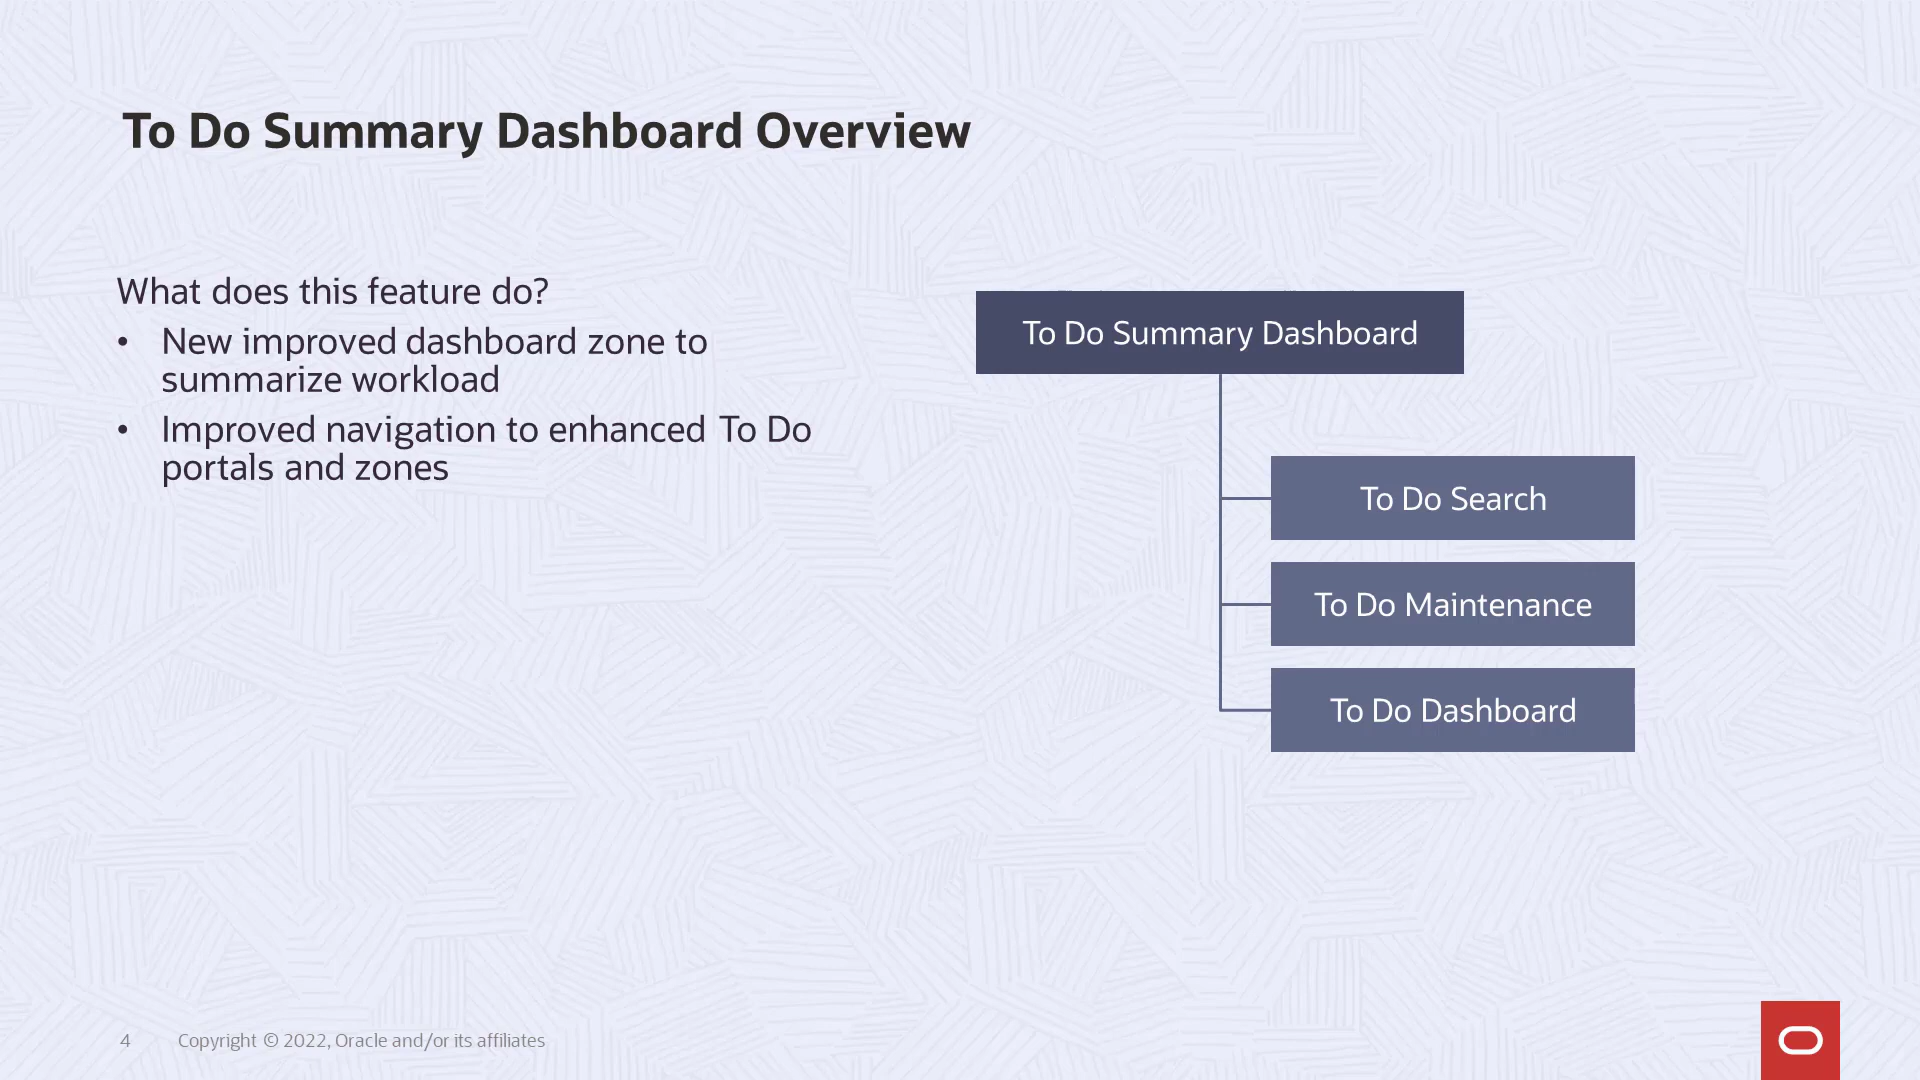 To Do Summary Dashboard Overview
What does this feature do?
• New improved dashboard zone to
summarize workload
• Improved navigation to enhanced To Do
portals and zones
To Do Summary Dashboard
To Do Search
To Do Maintenance
To Do Dashboard
4 Copyright © 2022, Oracle and/or its affiliates